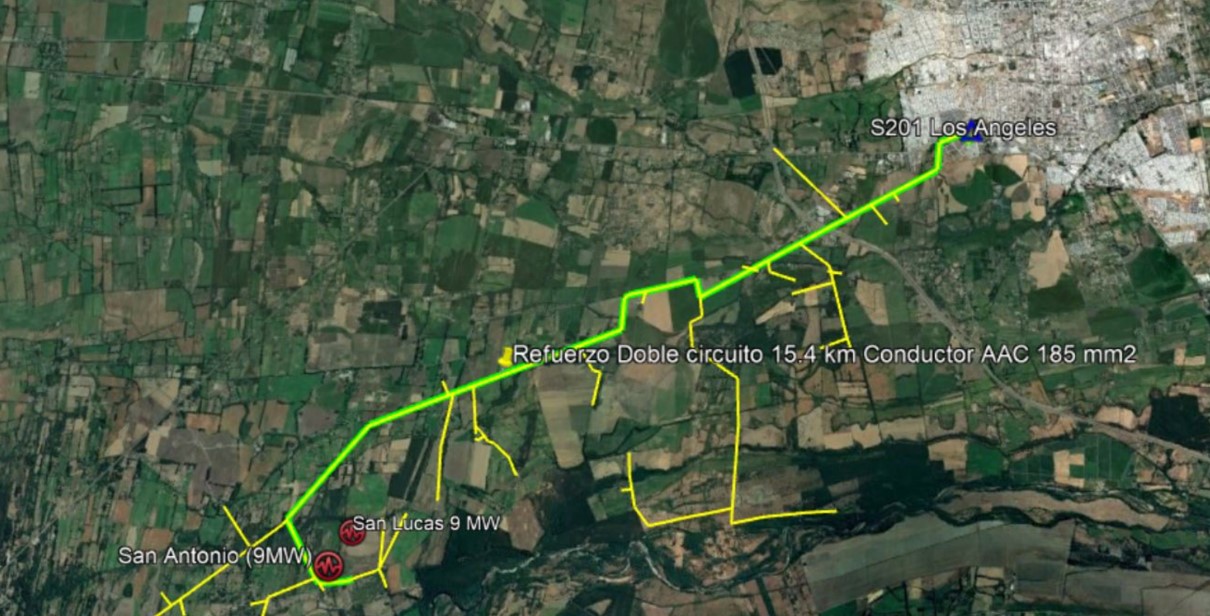 S201 Los Angeles
Refuerzo Doble circuito 15.4 km Conductor AAC 185 mm2
San Lucas 9 MW
San Antonio (9MW)